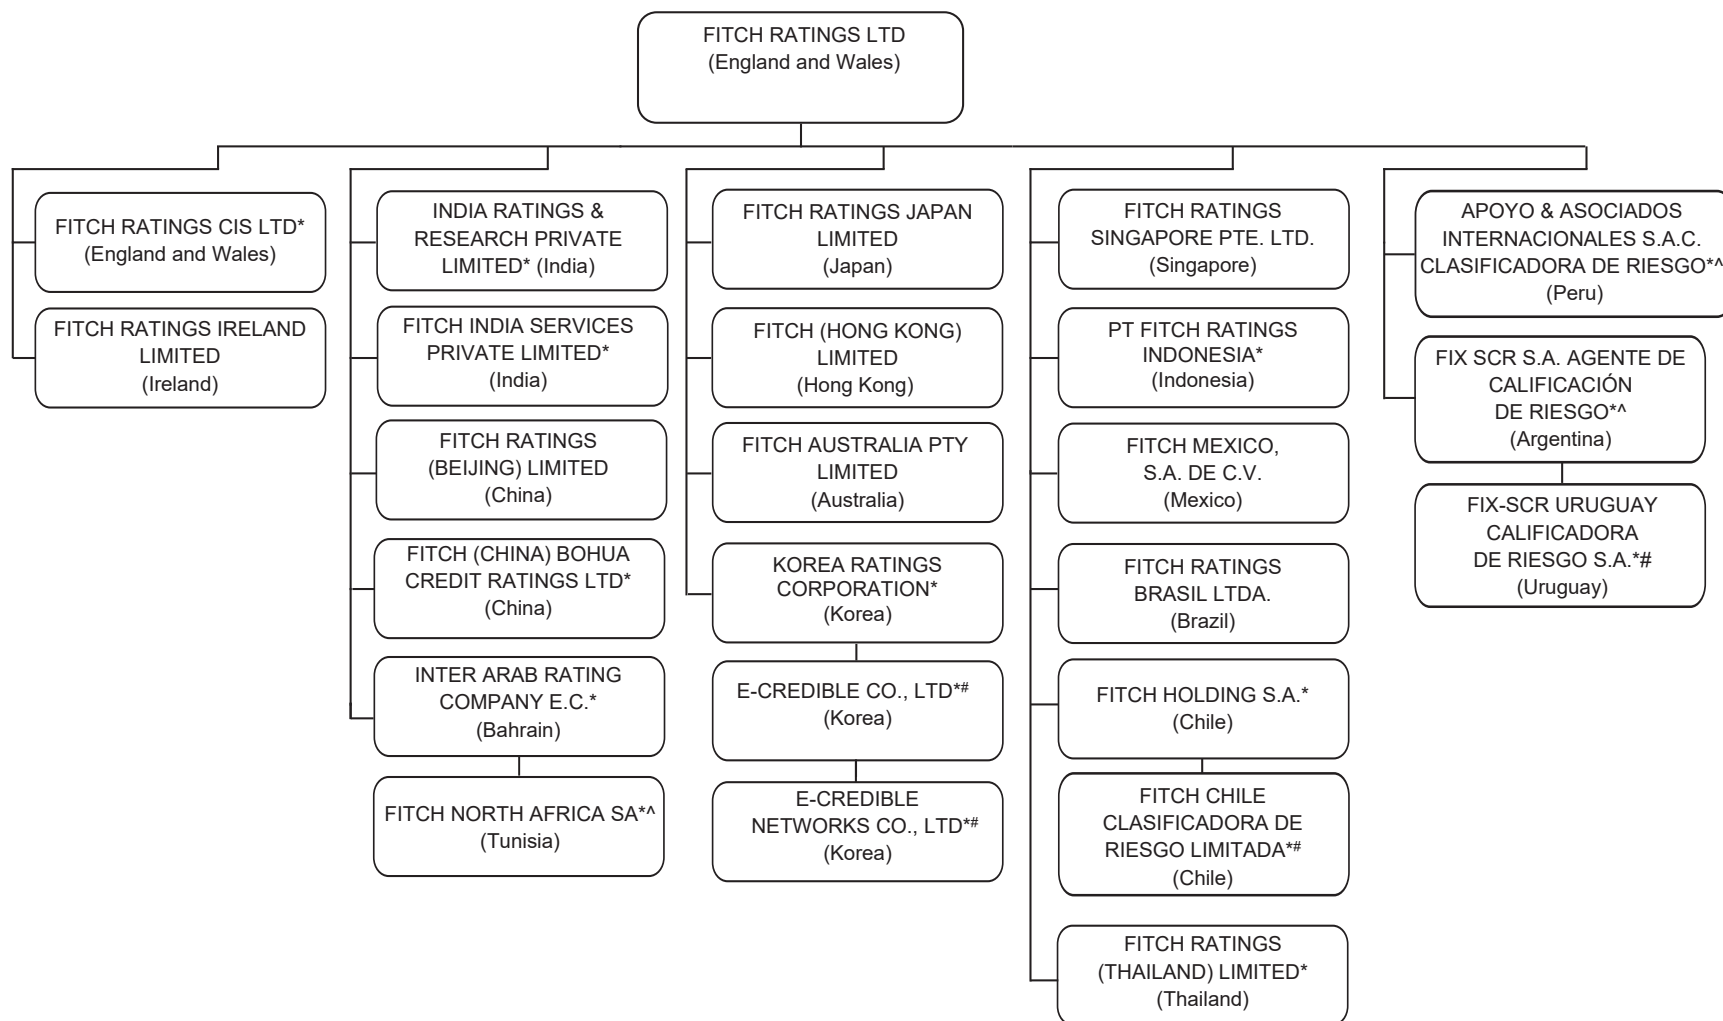 FITCH RATINGS LTD
(England and Wales)
FITCH RATINGS CIS LTD*
(England and Wales)
FITCH RATINGS IRELAND
LIMITED
(Ireland)
INDIA RATINGS &
RESEARCH PRIVATE
LIMITED* (India)
FITCH INDIA SERVICES
PRIVATE LIMITED*
(India)
FITCH RATINGS
(BEIJING) LIMITED
(China)
FITCH (CHINA) BOHUA
CREDIT RATINGS LTD*
(China)
INTER ARAB RATING
COMPANY E.C.*
(Bahrain)
FITCH NORTH AFRICA SA*^
(Tunisia)
FITCH RATINGS JAPAN
LIMITED
(Japan)
FITCH (HONG KONG)
LIMITED
(Hong Kong)
FITCH AUSTRALIA PTY
LIMITED
(Australia)
KOREA RATINGS
CORPORATION*
(Korea)
E-CREDIBLE CO., LTD*#
(Korea)
E-CREDIBLE
NETWORKS CO., LTD*#
(Korea)
FITCH RATINGS
SINGAPORE PTE. LTD.
(Singapore)
PT FITCH RATINGS
INDONESIA*
(Indonesia)
FITCH MEXICO,
S.A. DE C.V.
(Mexico)
FITCH RATINGS
BRASIL LTDA.
(Brazil)
FITCH HOLDING S.A.*
(Chile)
FITCH CHILE
CLASIFICADORA DE
RIESGO LIMITADA*#
(Chile)
FITCH RATINGS
(THAILAND) LIMITED*
(Thailand)
APOYO & ASOCIADOS
INTERNACIONALES S.A.C.
CLASIFICADORA DE RIESGO*^
(Peru)
FIX SCR S.A. AGENTE DE
CALIFICACIÓN
DE RIESGO*^
(Argentina)
FIX-SCR URUGUAY
CALIFICADORA
DE RIESGO S.A.*#
(Uruguay)